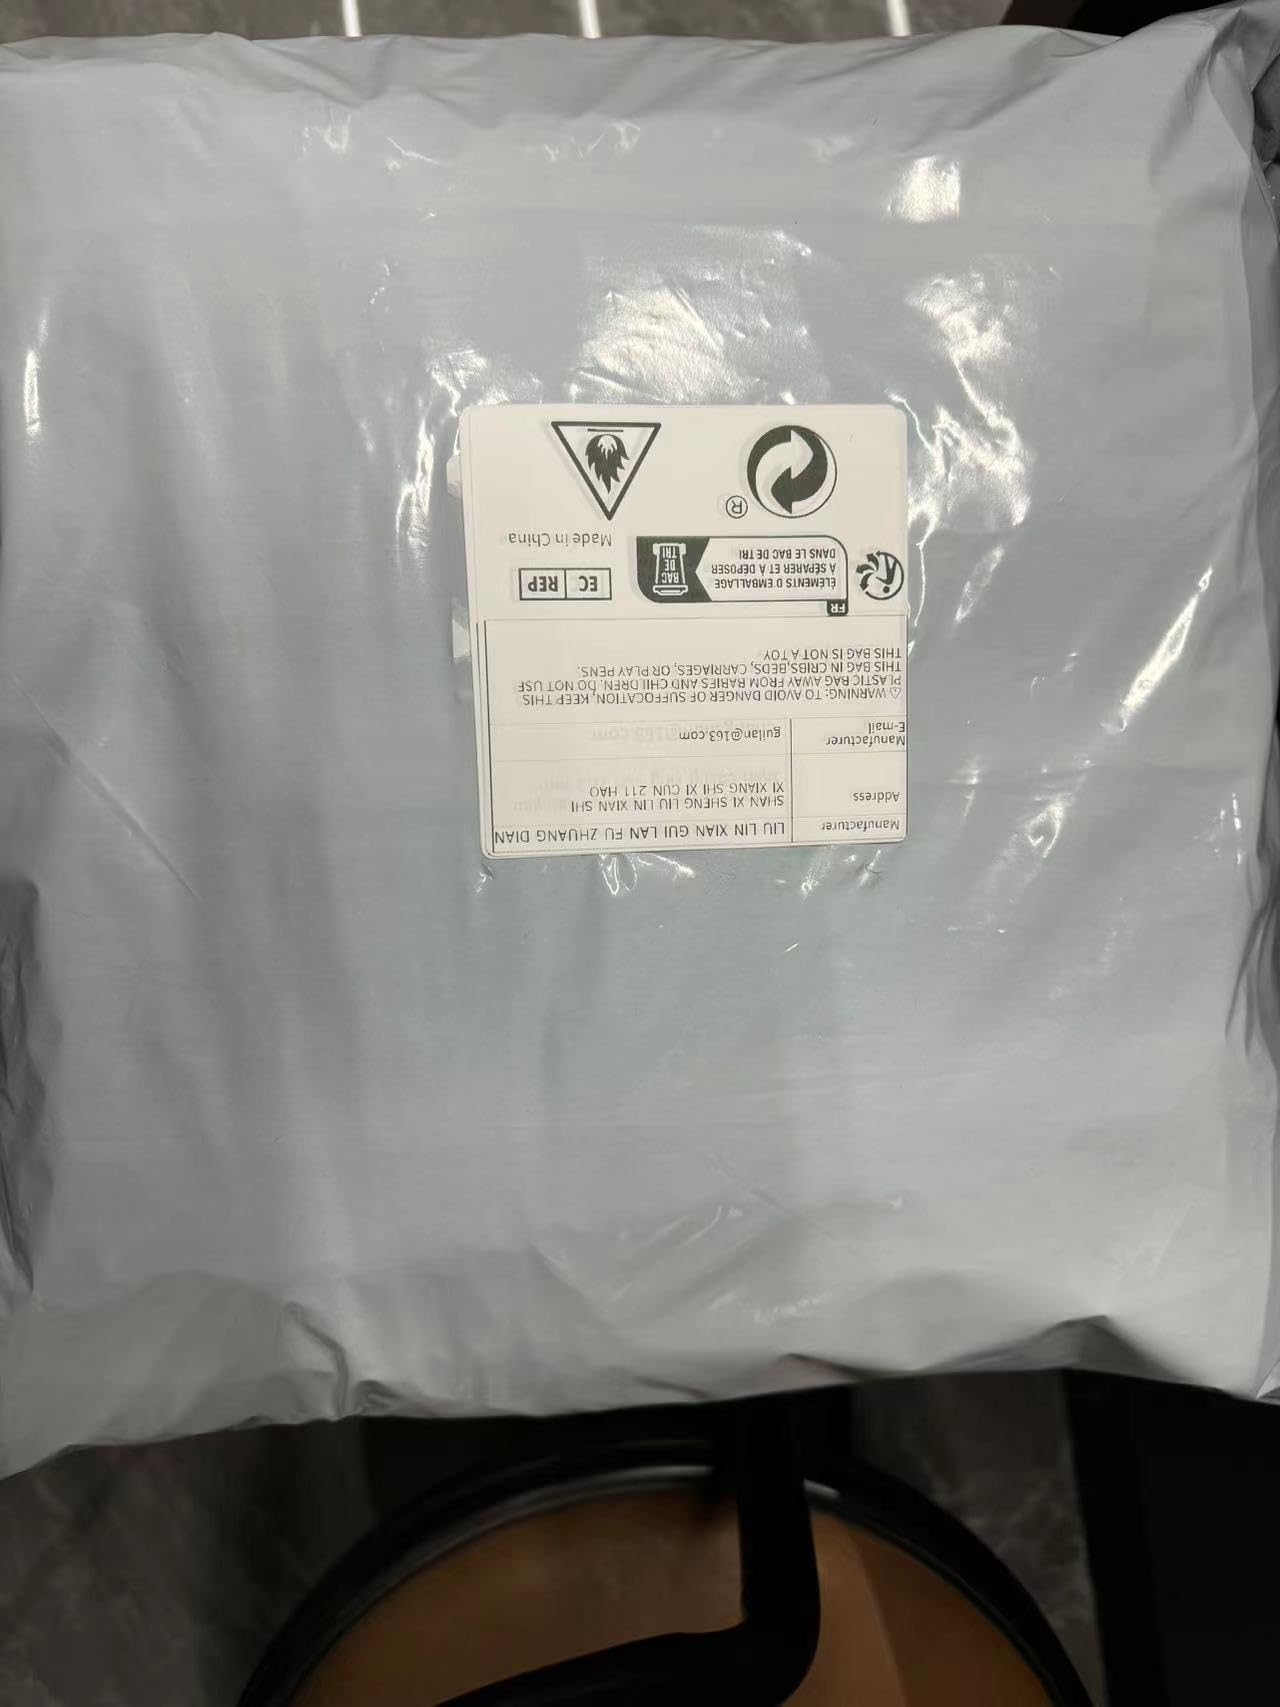 Manufacturer LIU LIN XIAN GUI LAN FU ZHUANG DIAN
Address SHAN XI SHENG LIU LIN XIAN SHI
XI XIANG SHI XI CUN 211 HAO
Manufacturer
E-mail guilan@163.com
⚠ WARNING: TO AVOID DANGER OF SUFFOCATION, KEEP THIS
PLASTIC BAG AWAY FROM BABIES AND CHILDREN. DO NOT USE
THIS BAG IN CRIBS,BEDS, CARRIAGES, OR PLAY PENS.
THIS BAG IS NOT A TOY
FR
ÉLÉMENTS D EMBALLAGE
À SÉPARER ET À DÉPOSER
DANS LE BAC DE TRI
BAC
DE
TRI
EC REP
Made in China
®